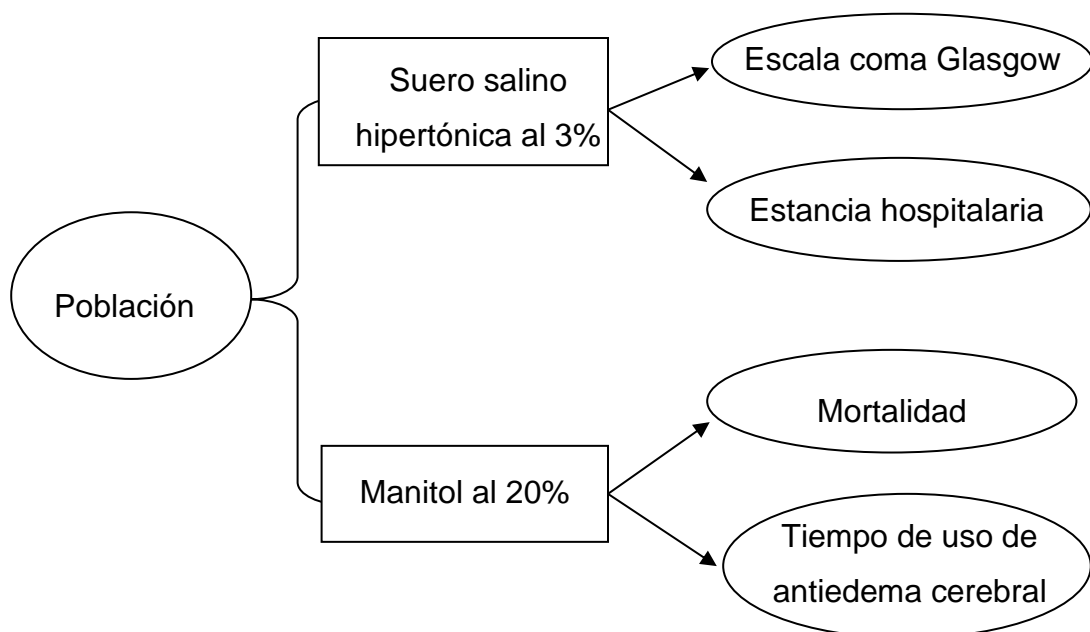 Escala coma Glasgow
Suero salino
hipertónica al 3%
Estancia hospitalaria
Población
Mortalidad
Manitol al 20%
Tiempo de uso de
antiedema cerebral